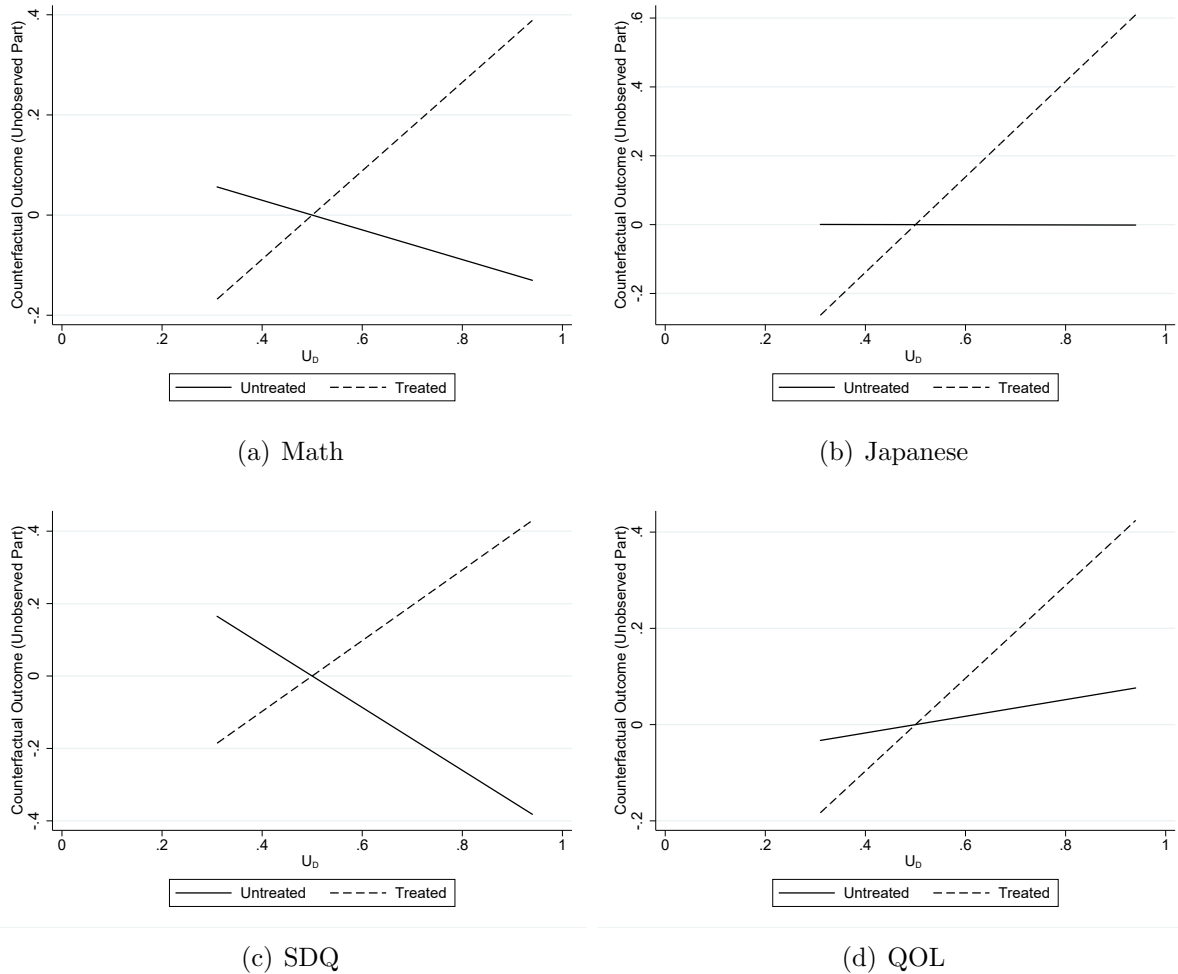 Counterfactual Outcome (Unobserved Part)
.4
.2
0
-.2
0 .2 .4 .6 .8 1
U_D
Untreated Treated
(a) Math
Counterfactual Outcome (Unobserved Part)
.6
.4
.2
0
-.2
0 .2 .4 .6 .8 1
U_D
Untreated Treated
(b) Japanese
Counterfactual Outcome (Unobserved Part)
.4
.2
0
-.2
-.4
0 .2 .4 .6 .8 1
U_D
Untreated Treated
(c) SDQ
Counterfactual Outcome (Unobserved Part)
.4
.2
0
-.2
0 .2 .4 .6 .8 1
U_D
Untreated Treated
(d) QOL